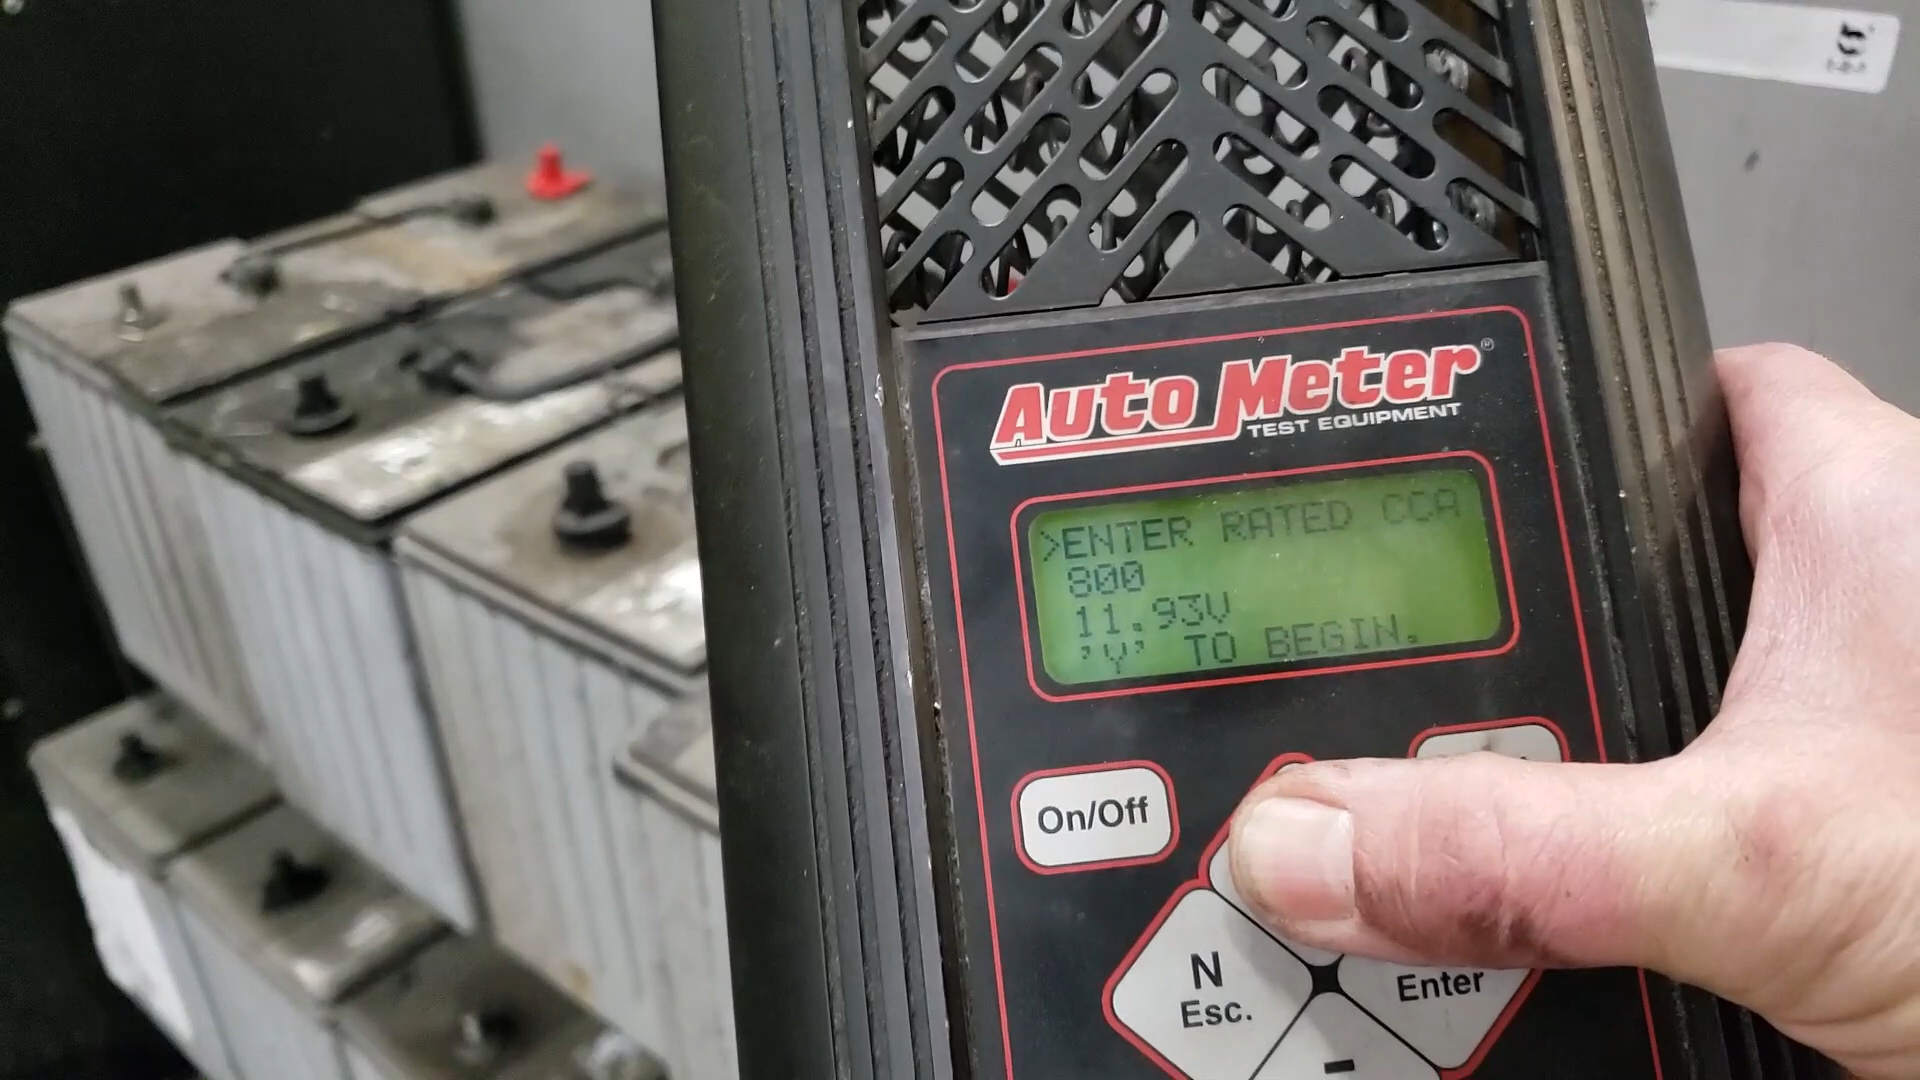 Auto Meter®
TEST EQUIPMENT
>ENTER RATED CCA
800
11.93V
'Y' TO BEGIN.
On/Off
N
Esc.
Enter
-